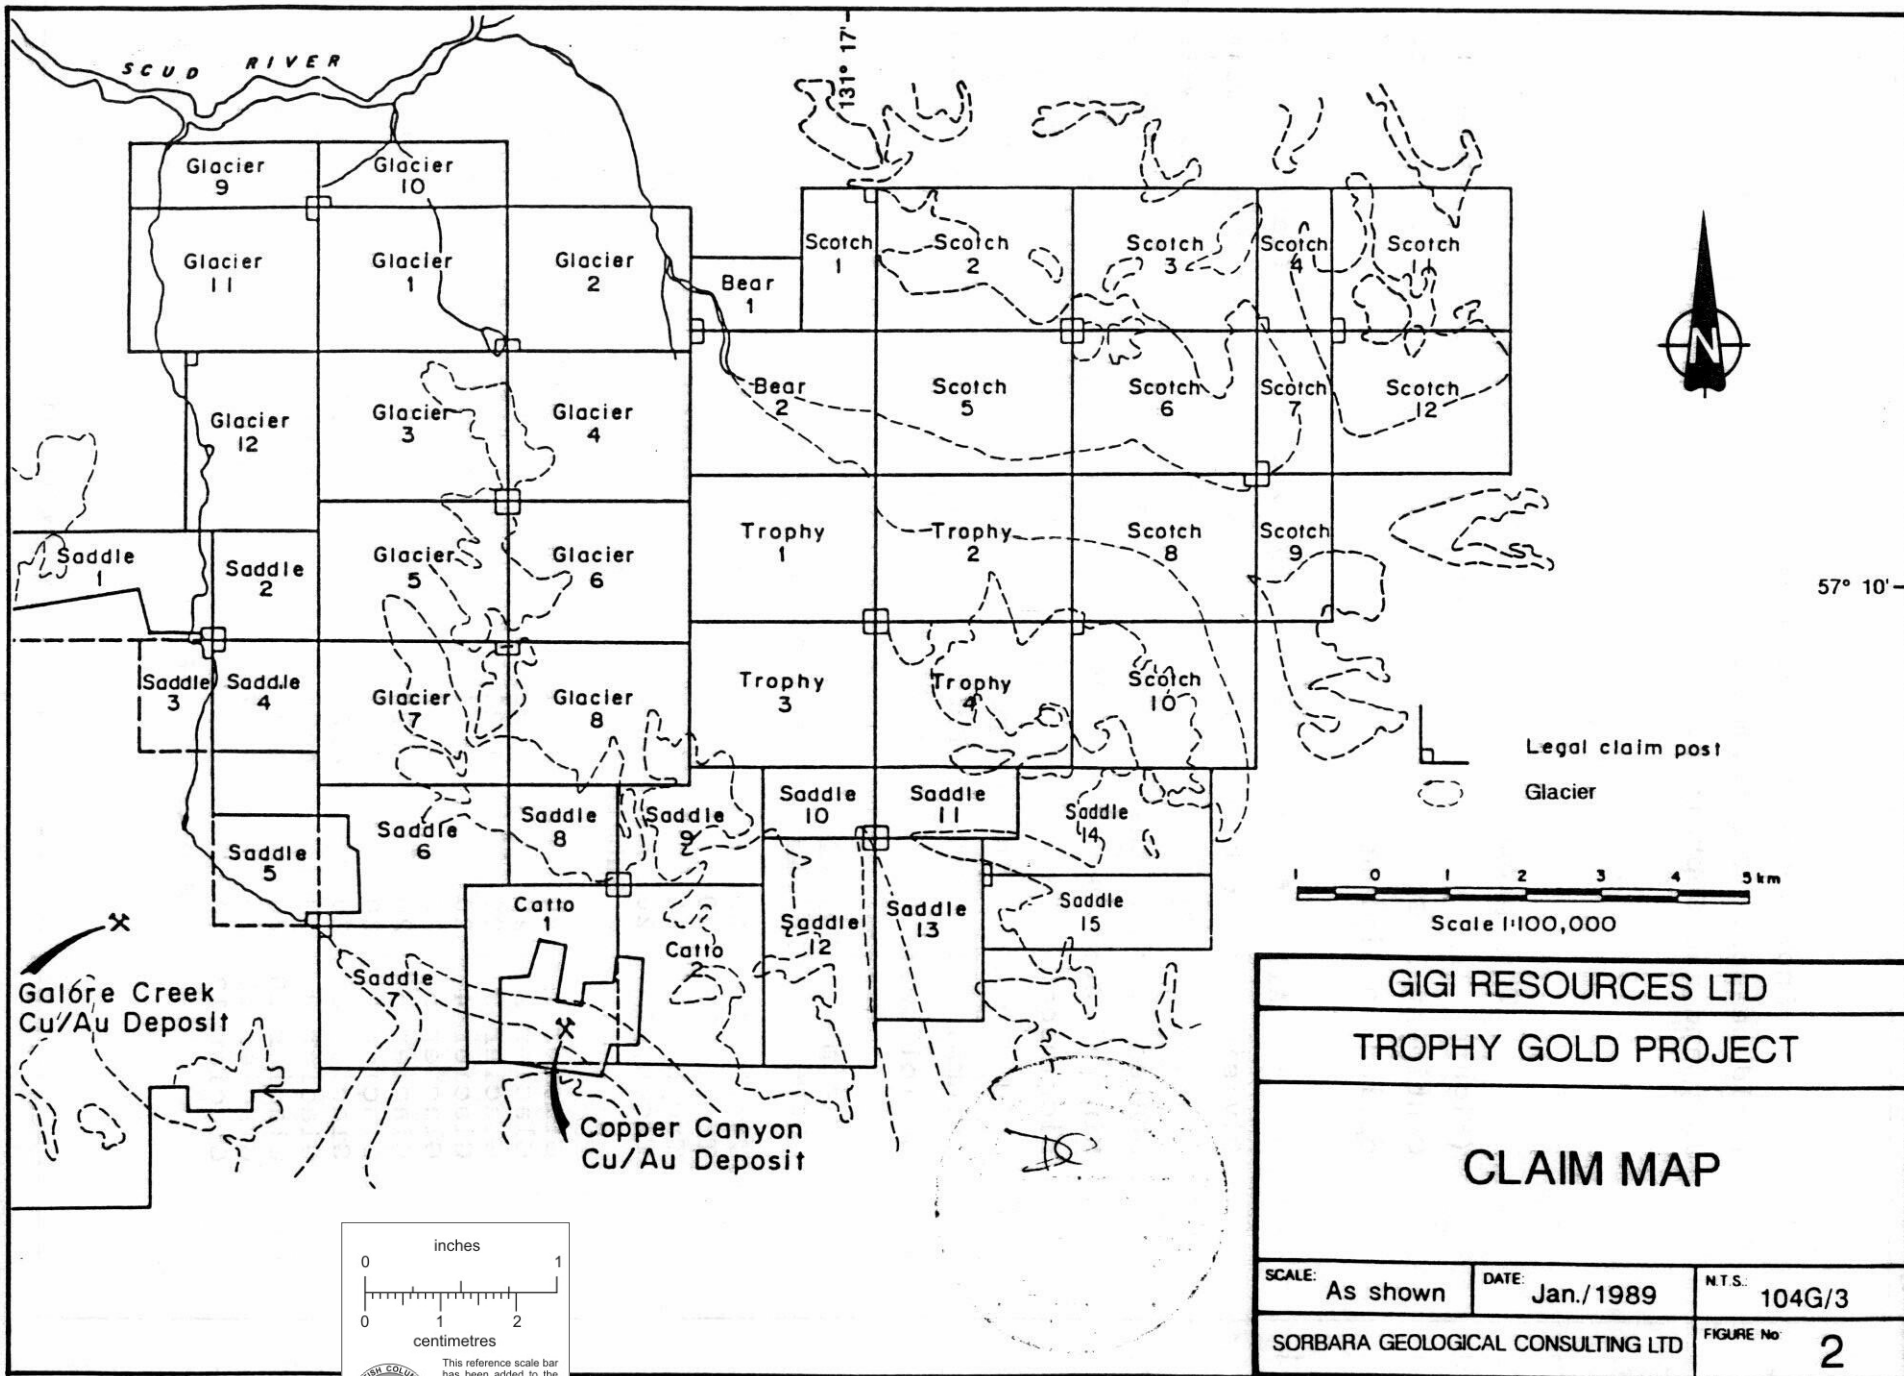 SCUD RIVER
131° 17'
Glacier
9
Glacier
10
Glacier
11
Glacier
1
Glacier
2
Bear
1
Scotch
1
Scotch
2
Scotch
3
Scotch
4
Scotch
11
Glacier
12
Glacier
3
Glacier
4
Bear
2
Scotch
5
Scotch
6
Scotch
7
Scotch
12
N
Saddle
1
Saddle
2
Glacier
5
Glacier
6
Trophy
1
Trophy
2
Scotch
8
Scotch
9
57° 10'
Saddle
3
Saddle
4
Glacier
7
Glacier
8
Trophy
3
Trophy
4
Scotch
10
Legal claim post
Glacier
Saddle
5
Saddle
6
Saddle
8
Saddle
9
Saddle
10
Saddle
11
Saddle
14
1 0 1 2 3 4 5 km
Scale 1:100,000
Saddle
7
Catto
1
Catto
2
Saddle
12
Saddle
13
Saddle
15
Galore Creek
Cu/Au Deposit
Copper Canyon
Cu/Au Deposit
GIGI RESOURCES LTD
TROPHY GOLD PROJECT
CLAIM MAP
SCALE: As shown
DATE: Jan./1989
N.T.S.: 104G/3
SORBARA GEOLOGICAL CONSULTING LTD
FIGURE No 2
inches
0 1
0 1 2
centimetres
This reference scale bar
has been added to the